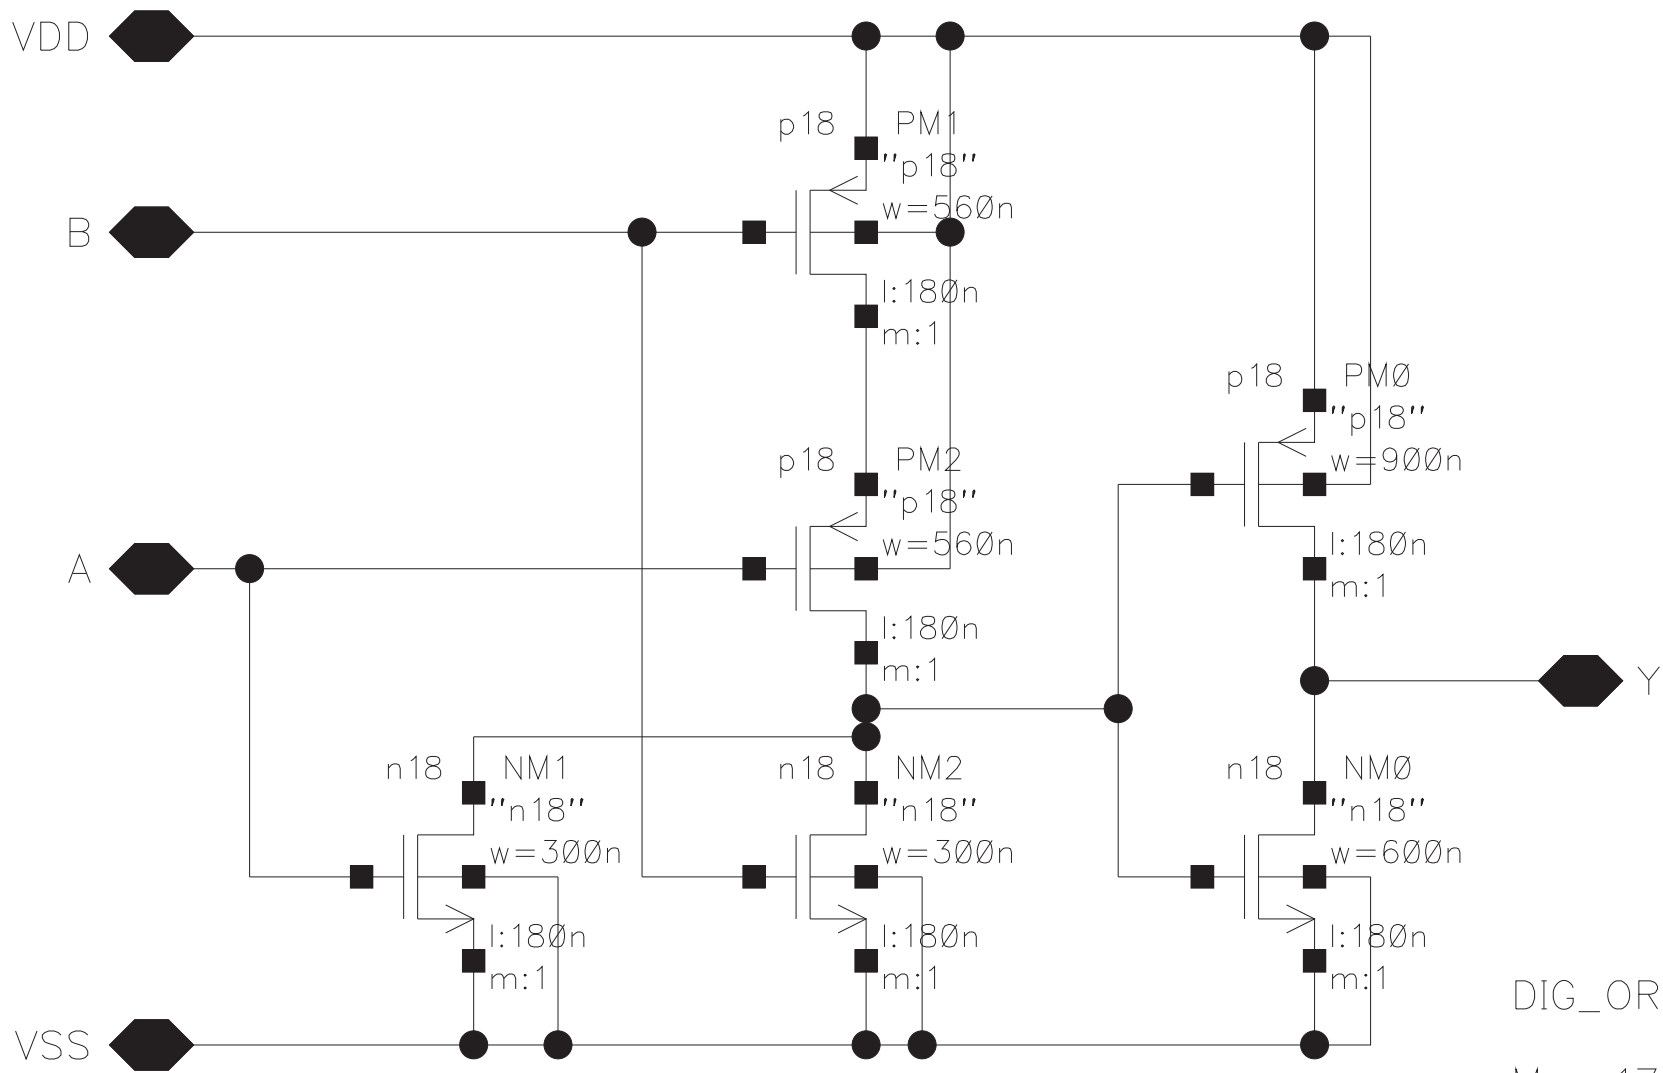 VDD
p18 PM1
"p18"
w=560n
B
l:180n
m:1
p18 PM0
"p18"
w=900n
p18 PM2
"p18"
w=560n
l:180n
m:1
A
l:180n
m:1
Y
n18 NM1
"n18"
w=300n
l:180n
m:1
n18 NM2
"n18"
w=300n
l:180n
m:1
n18 NM0
"n18"
w=600n
l:180n
m:1
DIG_OR
VSS